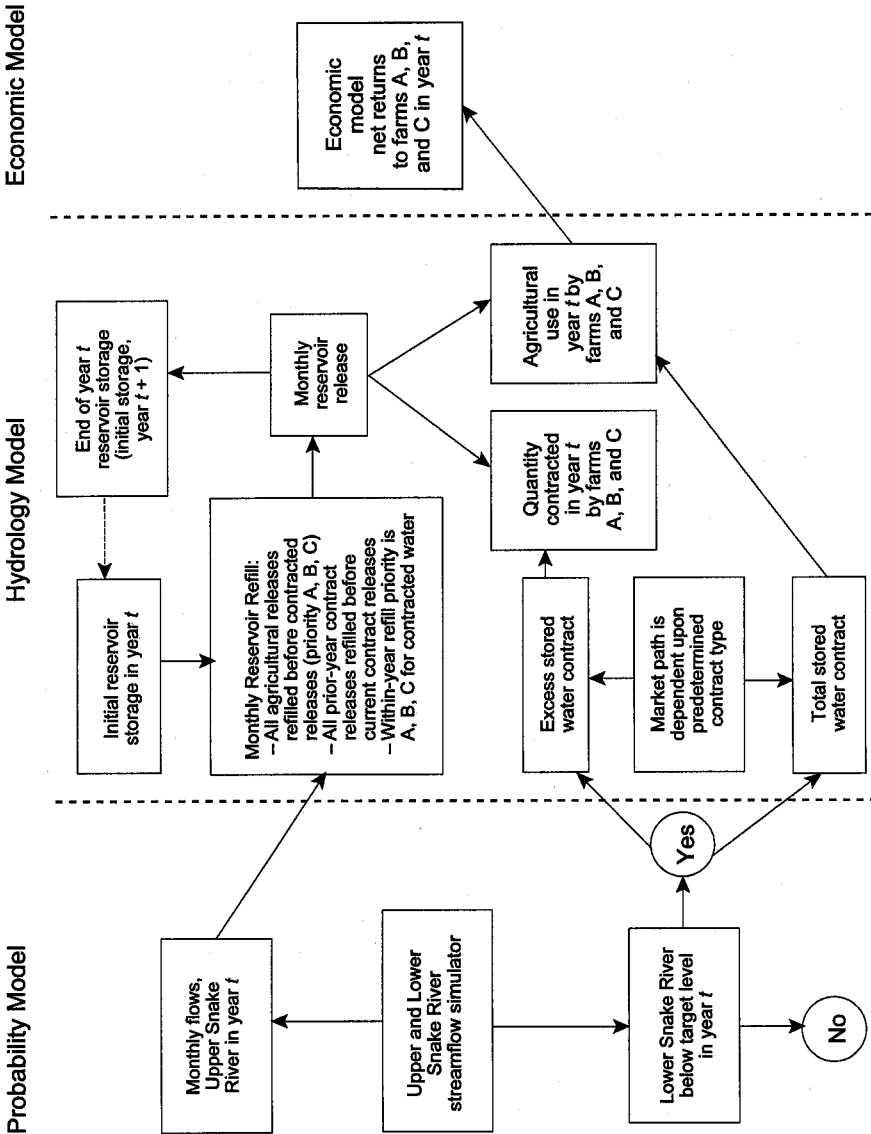 Probability Model
Hydrology Model
Economic Model
Monthly flows,
Upper Snake
River in year t
Upper and Lower
Snake River
streamflow simulator
Lower Snake River
below target level
in year t
Yes
No
Initial reservoir
storage in year t
End of year t
reservoir storage
(initial storage,
year t + 1)
Monthly Reservoir Refill:
–All agricultural releases
refilled before contracted
releases (priority A, B, C)
–All prior-year contract
releases refilled before
current contract releases
–Within-year refill priority is
A, B, C for contracted water
Monthly
reservoir
release
Excess stored
water contract
Quantity
contracted
in year t
by farms
A, B, and C
Agricultural
use in
year t by
farms A, B,
and C
Market path is
dependent upon
predetermined
contract type
Total stored
water contract
Economic
model
net returns
to farms A, B,
and C in year t